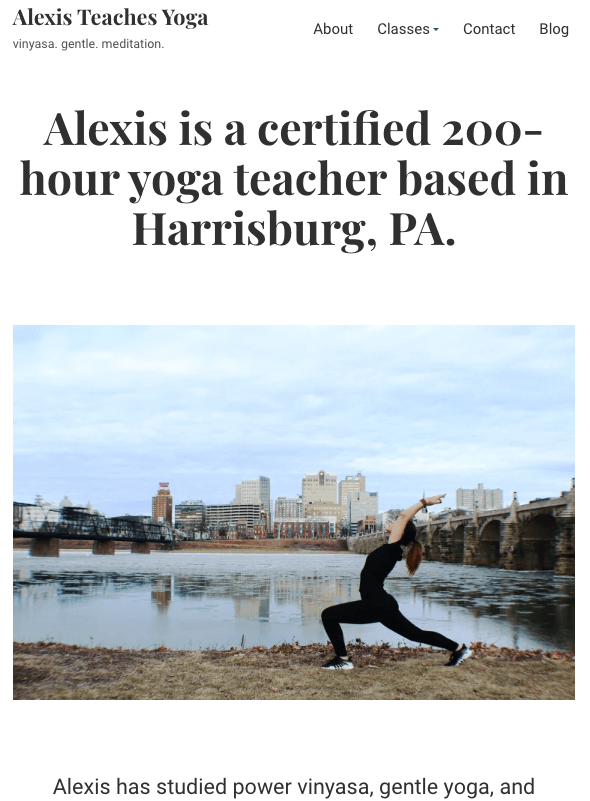 Alexis Teaches Yoga
vinyasa. gentle. meditation.
About Classes Contact Blog
Alexis is a certified 200-
hour yoga teacher based in
Harrisburg, PA.
Alexis has studied power vinyasa, gentle yoga, and